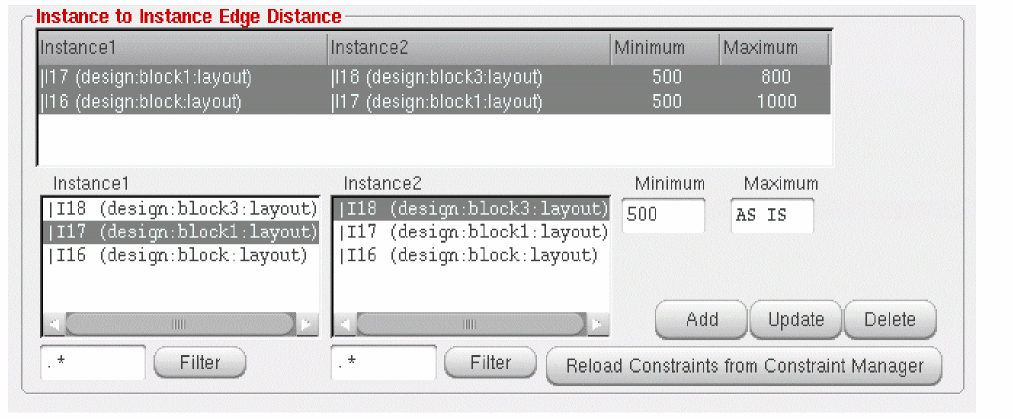 Instance to Instance Edge Distance
Instance1 Instance2 Minimum Maximum
|I17 (design:block1:layout) |I18 (design:block3:layout) 500 800
|I16 (design:block:layout) |I17 (design:block1:layout) 500 1000
Instance1 Instance2 Minimum Maximum
|I18 (design:block3:layout) |I18 (design:block3:layout) 500 AS IS
|I17 (design:block1:layout) |I17 (design:block1:layout)
|I16 (design:block:layout) |I16 (design:block:layout)
Add Update Delete
.* Filter .* Filter Reload Constraints from Constraint Manager